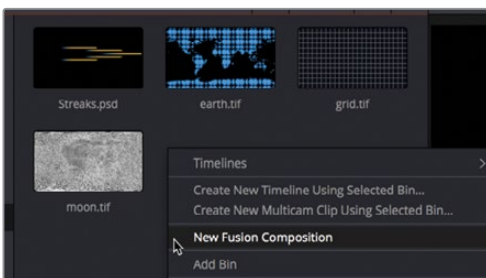 Streaks.psd
earth.tif
grid.tif
moon.tif
Timelines
Create New Timeline Using Selected Bin...
Create New Multicam Clip Using Selected Bin...
New Fusion Composition
Add Bin